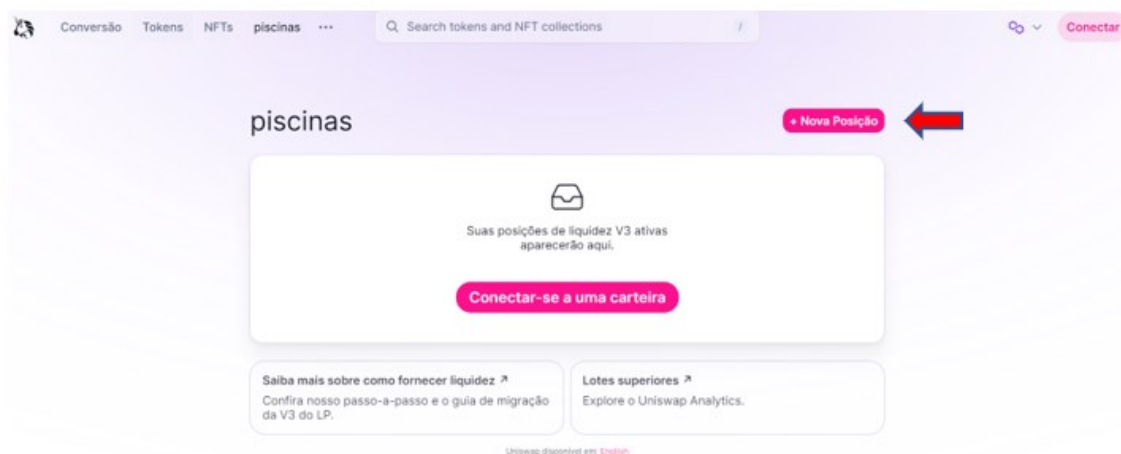 Conversão Tokens NFTs piscinas ••• Search tokens and NFT collections / Conectar
piscinas
+ Nova Posição
Suas posições de liquidez V3 ativas
aparecerão aqui.
Conectar-se a uma carteira
Saiba mais sobre como fornecer liquidez ↗
Confira nosso passo-a-passo e o guia de migração
da V3 do LP.
Lotes superiores ↗
Explore o Uniswap Analytics.
Uniswap disponível em: English